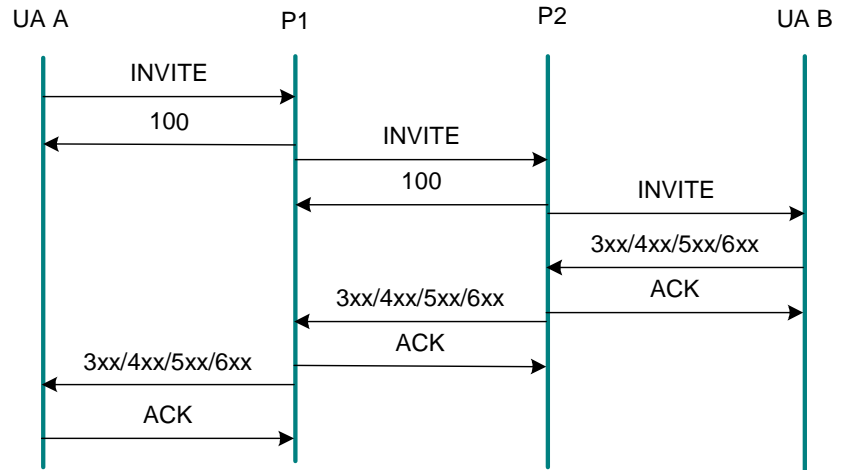 UA A P1 P2 UA B
INVITE
100
INVITE
100
INVITE
3xx/4xx/5xx/6xx
ACK
3xx/4xx/5xx/6xx
ACK
3xx/4xx/5xx/6xx
ACK